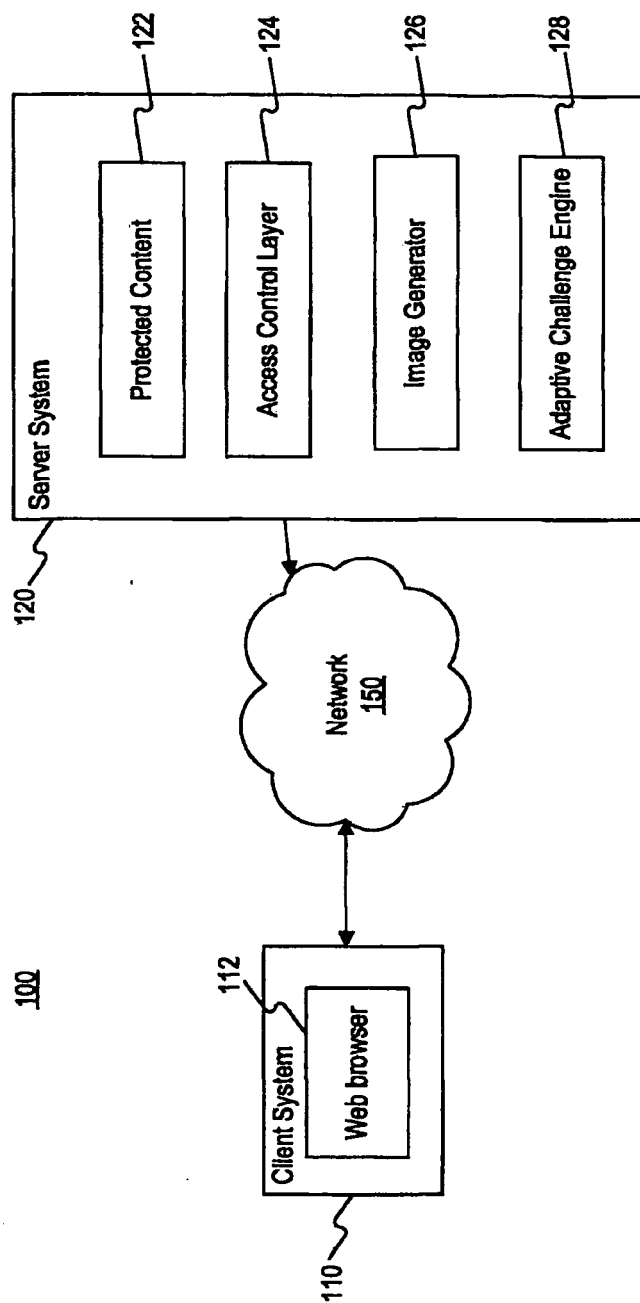 100
110
Client System
112
Web browser
Network
150
120
Server System
Protected Content
122
Access Control Layer
124
Image Generator
126
Adaptive Challenge Engine
128